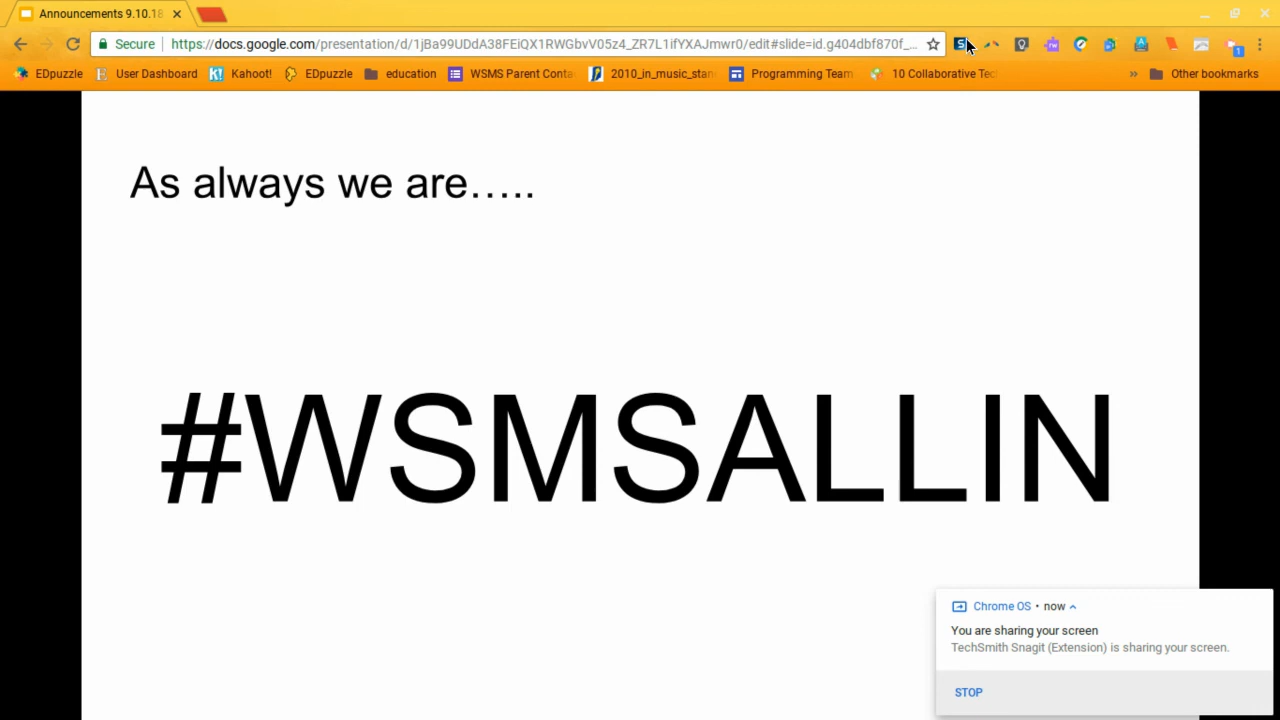 Announcements 9.10.18
Secure
https://docs.google.com/presentation/d/1jBa99UDdA38FEiQX1RWGbvV05z4_ZR7L1ifYXAJmwr0/edit#slide=id.g404dbf870f_...
EDpuzzle User Dashboard Kahoot! EDpuzzle education WSMS Parent Conta 2010_in_music_stan Programming Team 10 Collaborative Tec » Other bookmarks
As always we are.....
#WSMSALLIN
Chrome OS • now
You are sharing your screen
TechSmith Snagit (Extension) is sharing your screen.
STOP